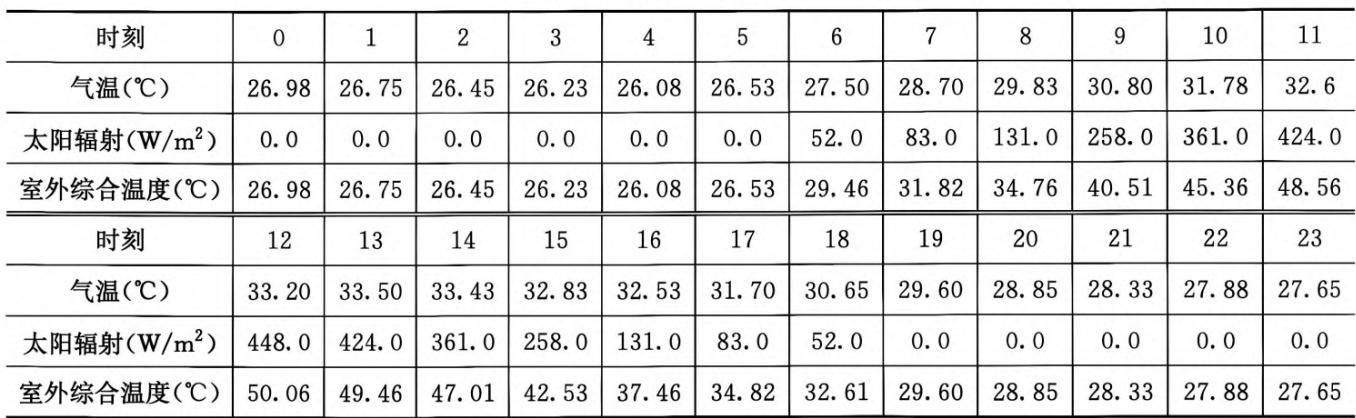 时刻 0 1 2 3 4 5 6 7 8 9 10 11
气温(℃) 26.98 26.75 26.45 26.23 26.08 26.53 27.50 28.70 29.83 30.80 31.78 32.6
太阳辐射(W/m²) 0.0 0.0 0.0 0.0 0.0 0.0 52.0 83.0 131.0 258.0 361.0 424.0
室外综合温度(℃) 26.98 26.75 26.45 26.23 26.08 26.53 29.46 31.82 34.76 40.51 45.36 48.56
时刻 12 13 14 15 16 17 18 19 20 21 22 23
气温(℃) 33.20 33.50 33.43 32.83 32.53 31.70 30.65 29.60 28.85 28.33 27.88 27.65
太阳辐射(W/m²) 448.0 424.0 361.0 258.0 131.0 83.0 52.0 0.0 0.0 0.0 0.0 0.0
室外综合温度(℃) 50.06 49.46 47.01 42.53 37.46 34.82 32.61 29.60 28.85 28.33 27.88 27.65